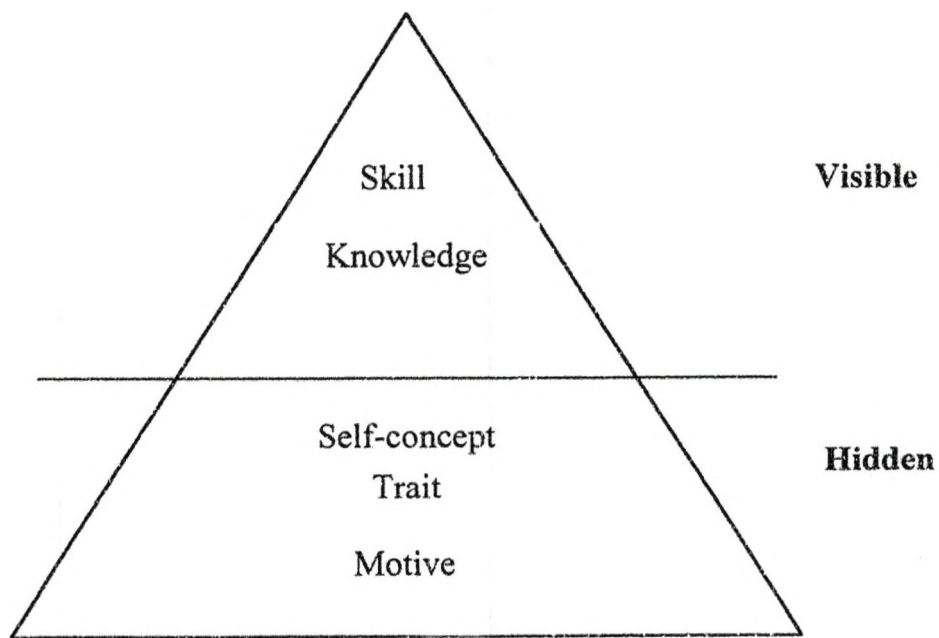 Skill
Visible
Knowledge
Self-concept
Hidden
Trait
Motive